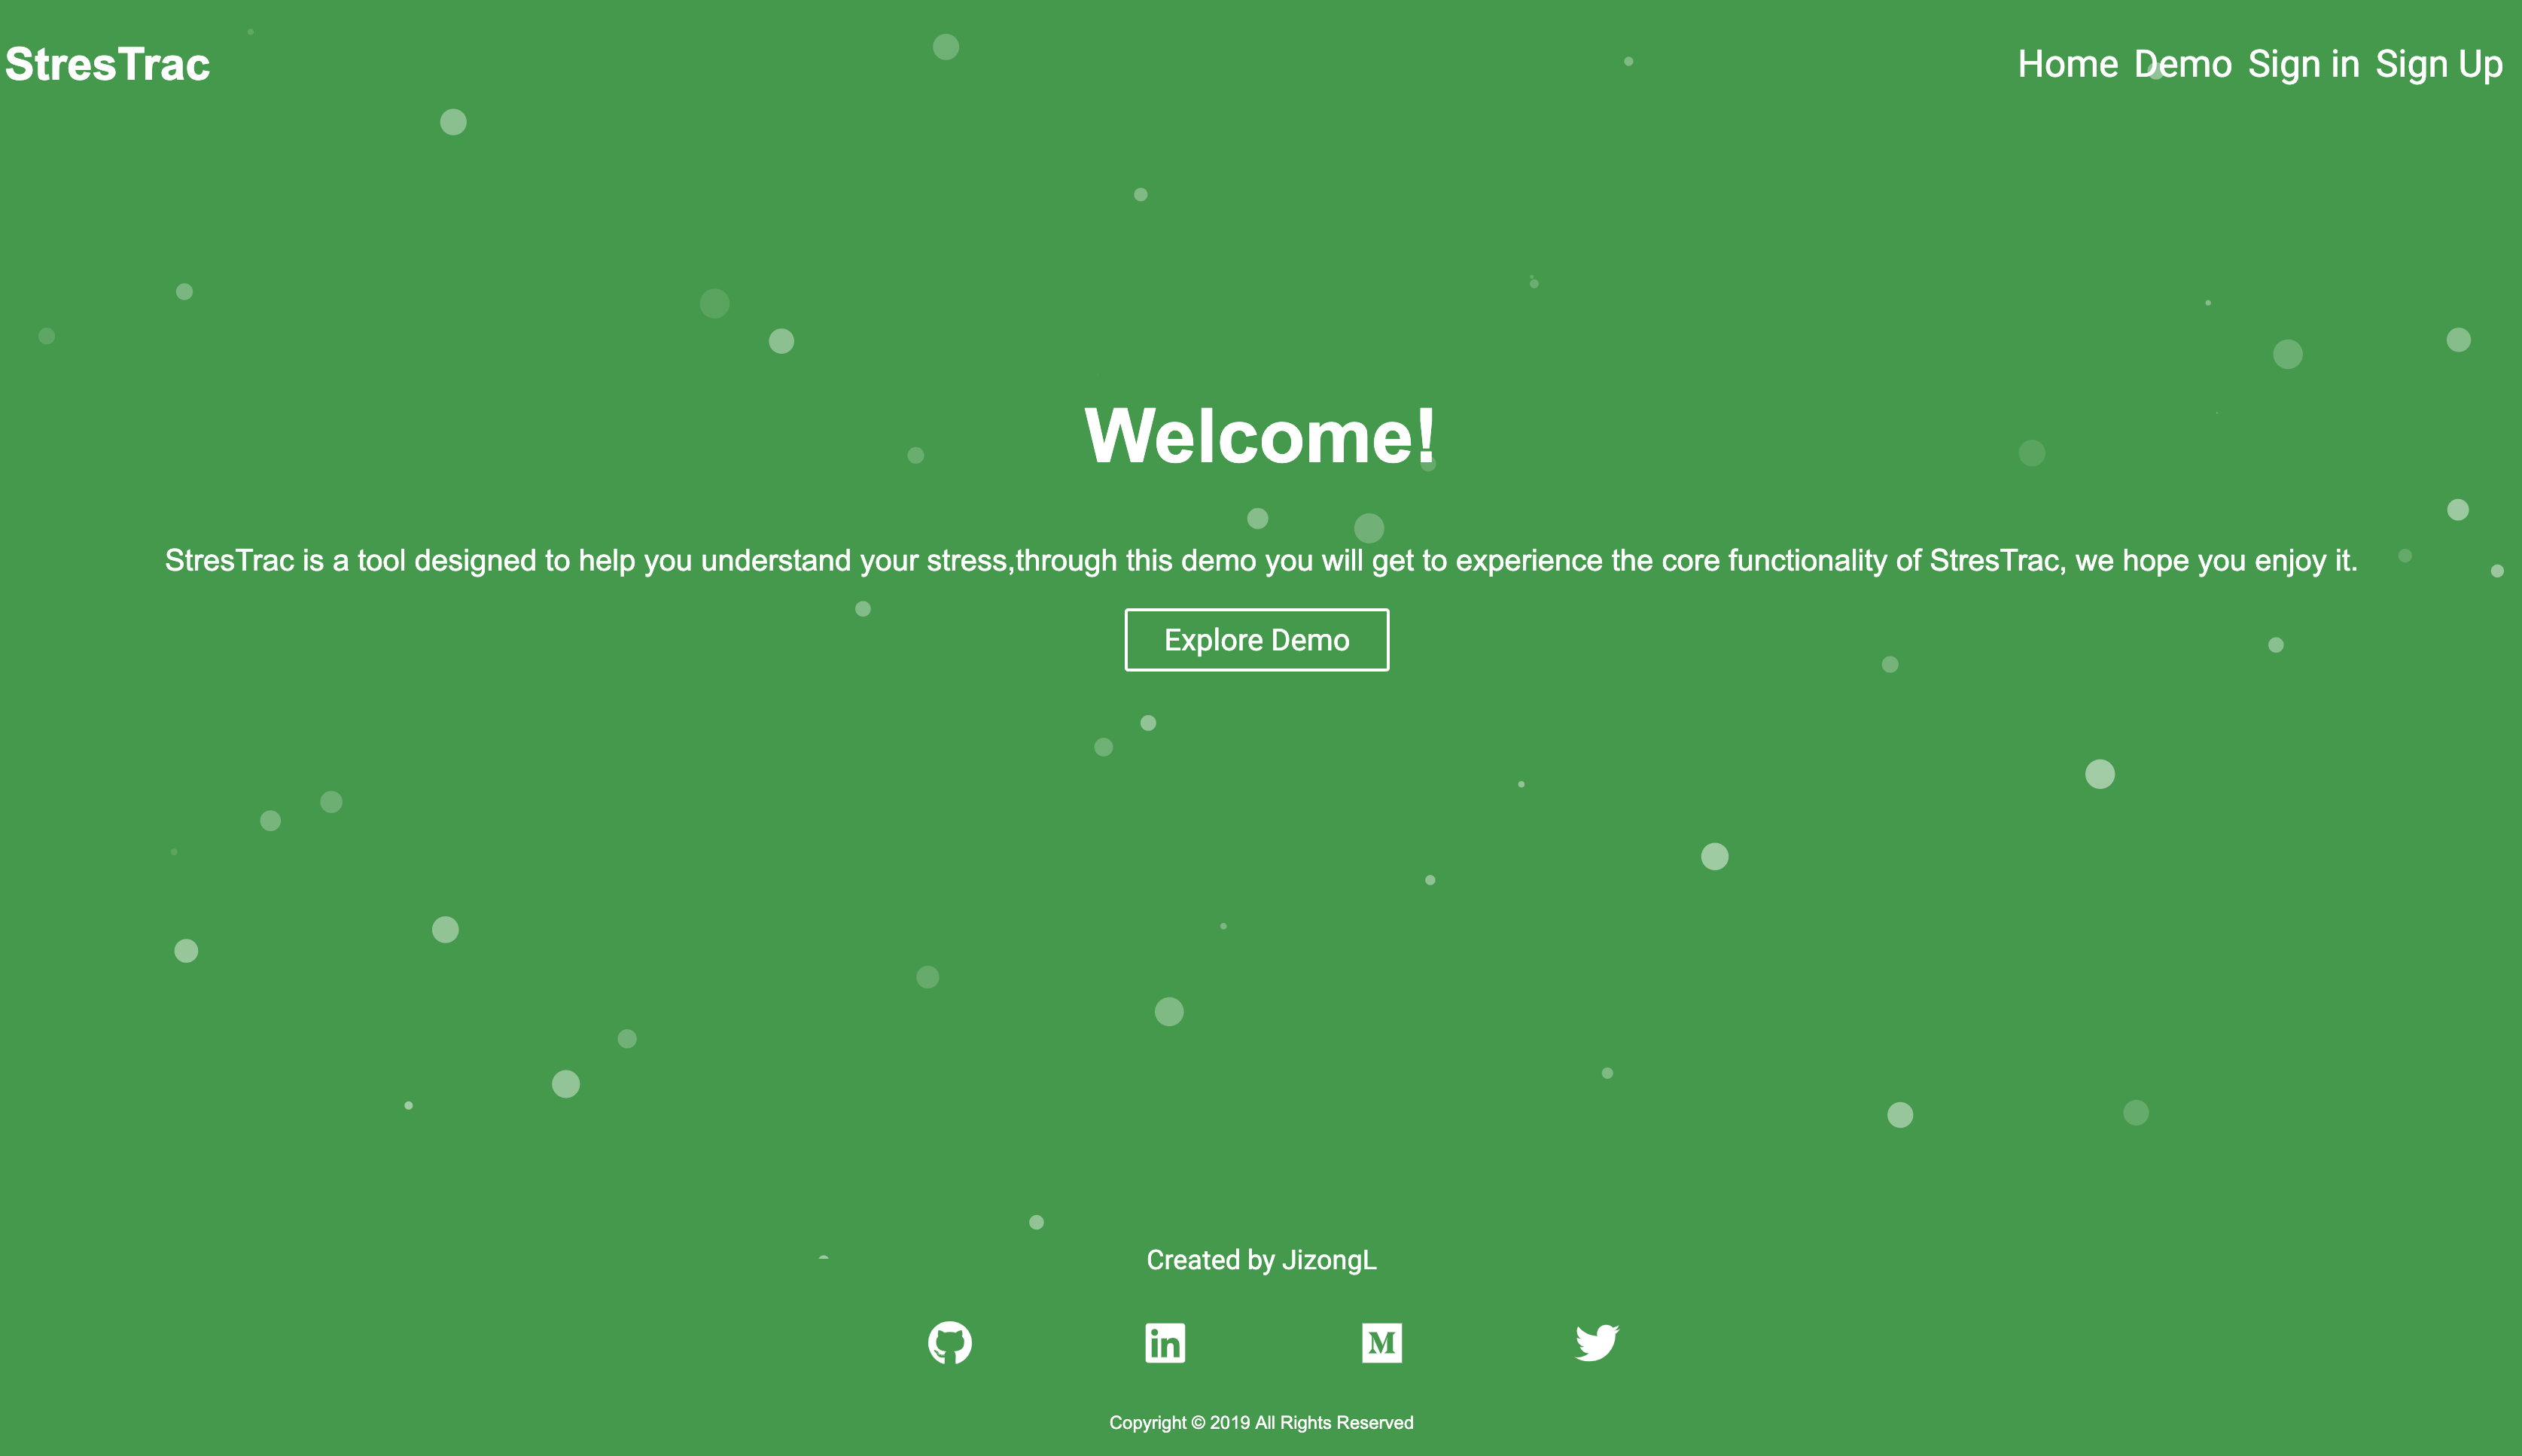 StresTrac
Home Demo Sign in Sign Up
Welcome!
StresTrac is a tool designed to help you understand your stress,through this demo you will get to experience the core functionality of StresTrac, we hope you enjoy it.
Explore Demo
Created by JizongL
Copyright © 2019 All Rights Reserved